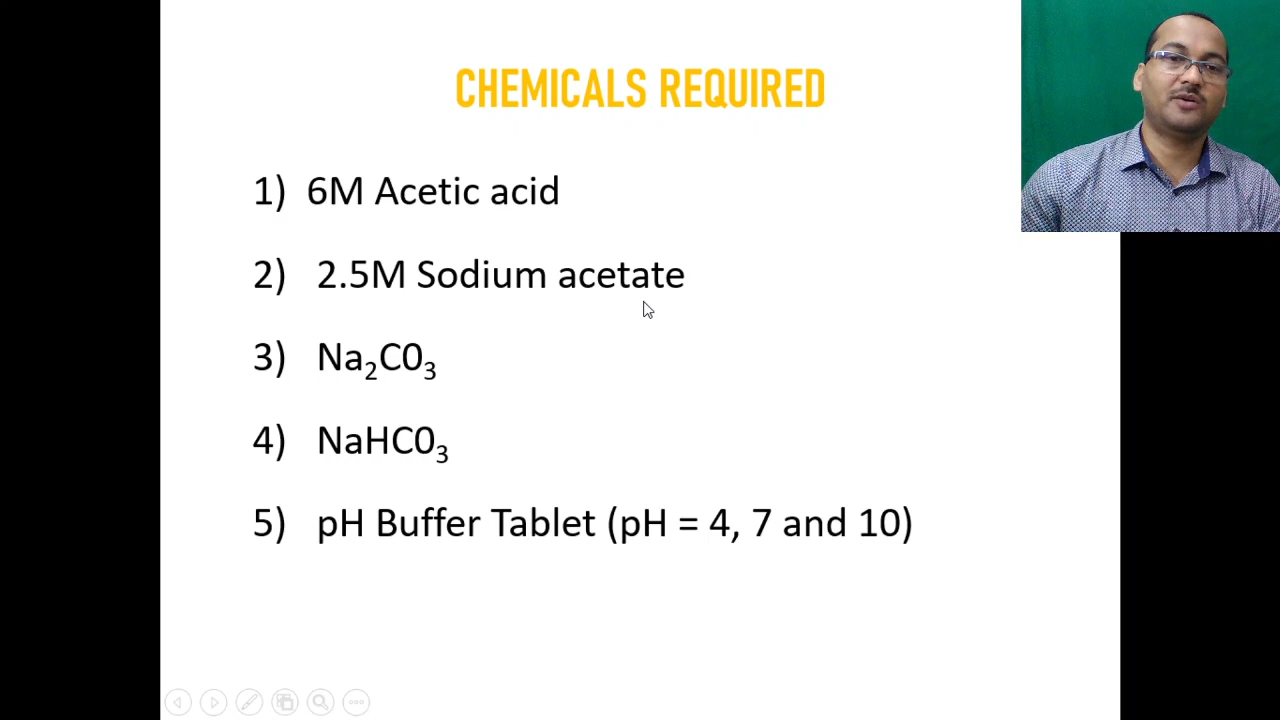 CHEMICALS REQUIRED
1) 6M Acetic acid
2) 2.5M Sodium acetate
3) Na₂C0₃
4) NaHC0₃
5) pH Buffer Tablet (pH = 4, 7 and 10)